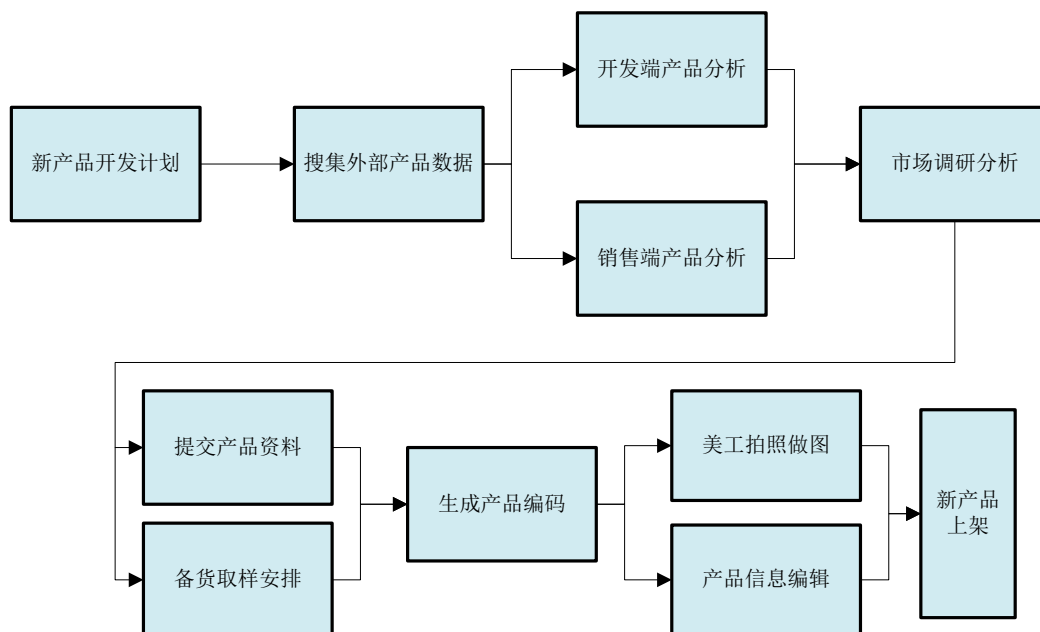 新产品开发计划
搜集外部产品数据
开发端产品分析
销售端产品分析
市场调研分析
提交产品资料
备货取样安排
生成产品编码
美工拍照做图
产品信息编辑
新产品
上架